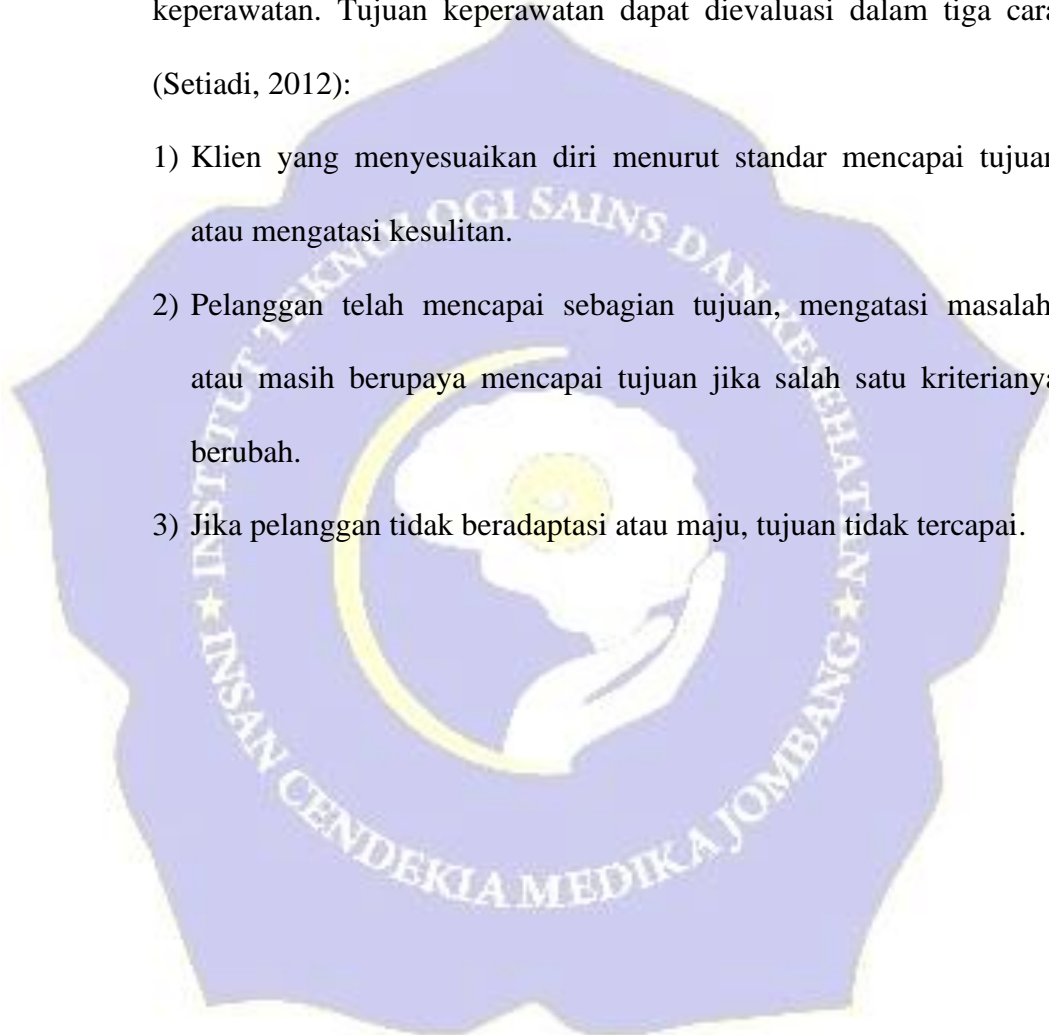 keperawatan. Tujuan keperawatan dapat dievaluasi dalam tiga cara
(Setiadi, 2012):
1) Klien yang menyesuaikan diri menurut standar mencapai tujuan
atau mengatasi kesulitan.
2) Pelanggan telah mencapai sebagian tujuan, mengatasi masalah
atau masih berupaya mencapai tujuan jika salah satu kriterianya
berubah.
3) Jika pelanggan tidak beradaptasi atau maju, tujuan tidak tercapai.
INSTITUT TEKNOLOGI SAINS DAN KESEHATAN
★ INSAN CENDEKIA MEDIKA JOMBANG ★